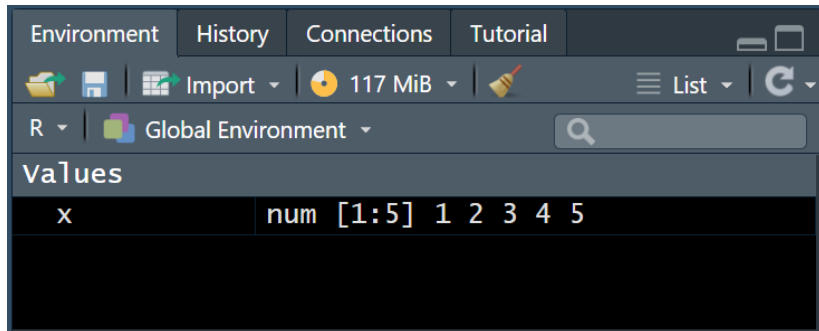 Environment History Connections Tutorial
Import 117 MiB List
R Global Environment
Values
x num [1:5] 1 2 3 4 5